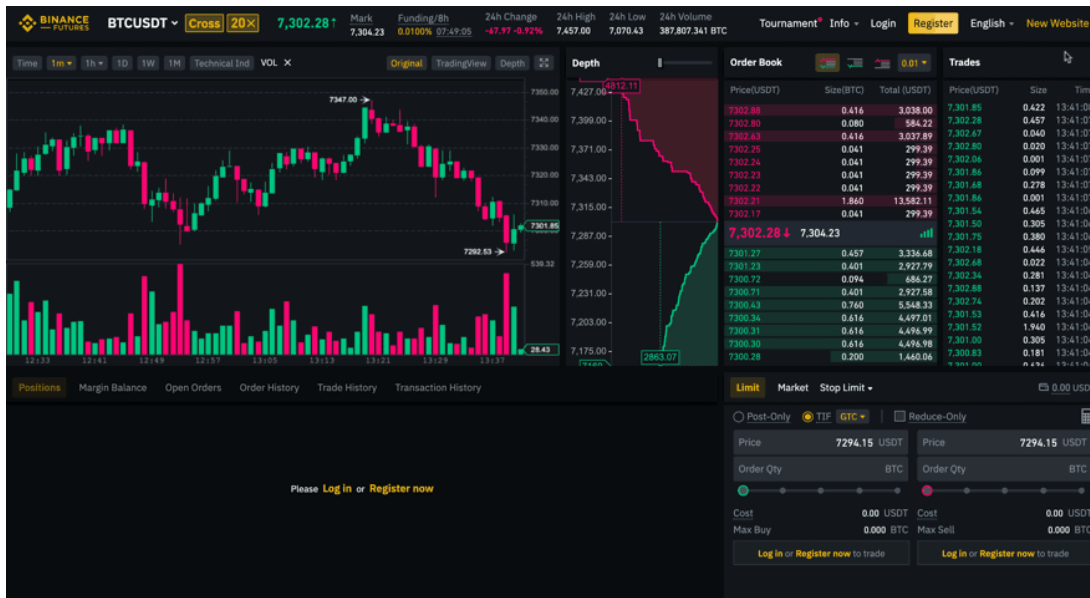 BINANCE FUTURES BTCUSDT Cross 20× 7,302.28↑ Mark 7,304.23 Funding/8h 0.0100% 07:49:05 24h Change -47.97 -0.92% 24h High 7,457.00 24h Low 7,070.43 24h Volume 387,807.341 BTC Tournament Info Login Register English New Website
Time 1m 1h 1D 1W 1M Technical Ind VOL × Original TradingView Depth
7347.00
7292.53
7360.00
7340.00
7330.00
7320.00
7310.00
7301.85
539.32
28.43
12:33 12:41 12:49 12:57 13:05 13:13 13:21 13:29 13:37
Depth
4812.11
7,427.00
7,399.00
7,371.00
7,343.00
7,315.00
7,287.00
7,259.00
7,231.00
7,203.00
7,175.00
2863.07
Order Book 0.01
Price(USDT) Size(BTC) Total (USDT)
7302.88 0.416 3,038.00
7302.80 0.080 584.22
7302.63 0.416 3,037.89
7302.25 0.041 299.39
7302.24 0.041 299.39
7302.23 0.041 299.39
7302.22 0.041 299.39
7302.21 1.860 13,582.11
7302.17 0.041 299.39
7,302.28↓ 7,304.23
7301.27 0.457 3,336.68
7301.23 0.401 2,927.79
7300.72 0.094 686.27
7300.71 0.401 2,927.58
7300.43 0.760 5,548.33
7300.34 0.616 4,497.01
7300.31 0.616 4,496.99
7300.30 0.616 4,496.98
7300.28 0.200 1,460.06
Trades
Price(USDT) Size Tim
7,301.85 0.422 13:41:0
7,302.28 0.457 13:41:0
7,302.67 0.040 13:41:0
7,302.80 0.020 13:41:0
7,302.06 0.001 13:41:0
7,301.86 0.099 13:41:0
7,301.68 0.278 13:41:0
7,301.86 0.001 13:41:0
7,301.54 0.465 13:41:0
7,301.50 0.305 13:41:0
7,301.75 0.380 13:41:0
7,302.18 0.446 13:41:0
7,302.68 0.022 13:41:0
7,302.34 0.281 13:41:0
7,302.88 0.137 13:41:0
7,302.74 0.202 13:41:0
7,301.53 0.416 13:41:0
7,301.52 1.940 13:41:0
7,301.00 0.305 13:41:0
7,300.83 0.181 13:41:0
Positions Margin Balance Open Orders Order History Trade History Transaction History
Please Log in or Register now
Limit Market Stop Limit 0.00 USD
Post-Only TIF GTC Reduce-Only
Price 7294.15 USDT Price 7294.15 USDT
Order Qty BTC Order Qty BTC
Cost 0.00 USDT Cost 0.00 USDT
Max Buy 0.000 BTC Max Sell 0.000 BTC
Log in or Register now to trade Log in or Register now to trade